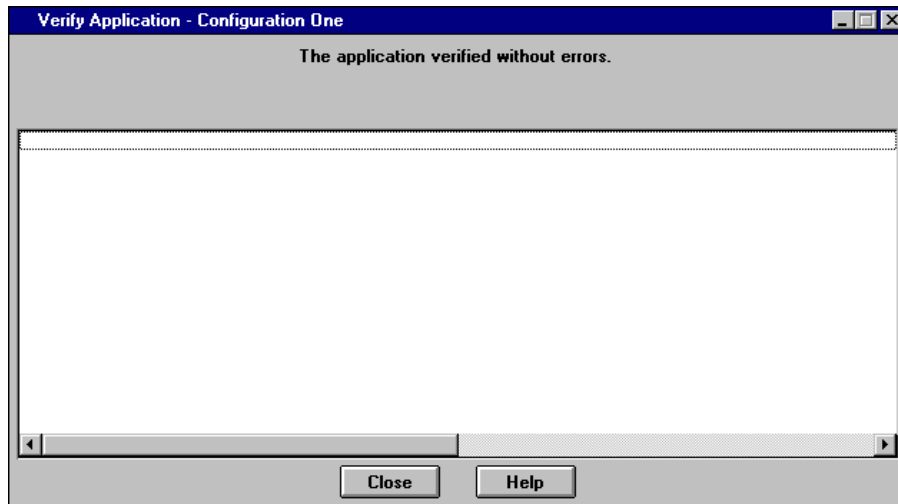 Verify Application - Configuration One
The application verified without errors.
Close
Help